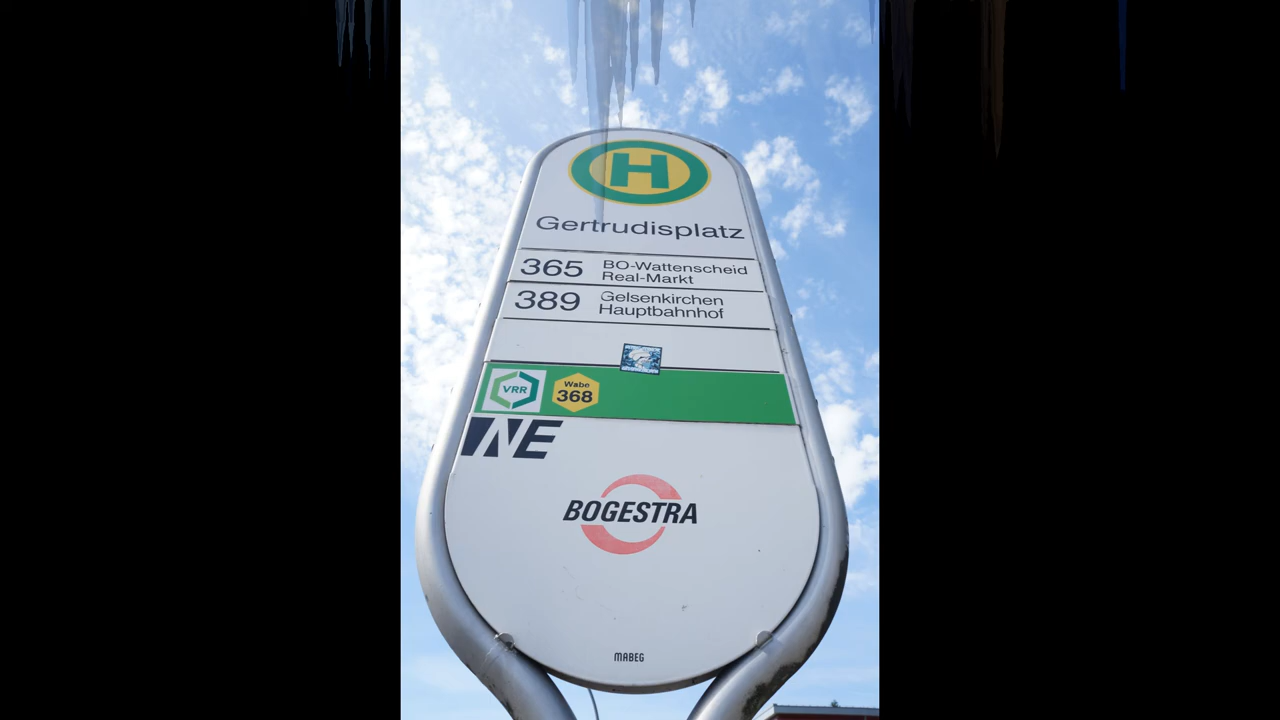 H
Gertrudisplatz
365 BO-Wattenscheid
Real-Markt
389 Gelsenkirchen
Hauptbahnhof
VRR
Wabe
368
NE
BOGESTRA
MABEG